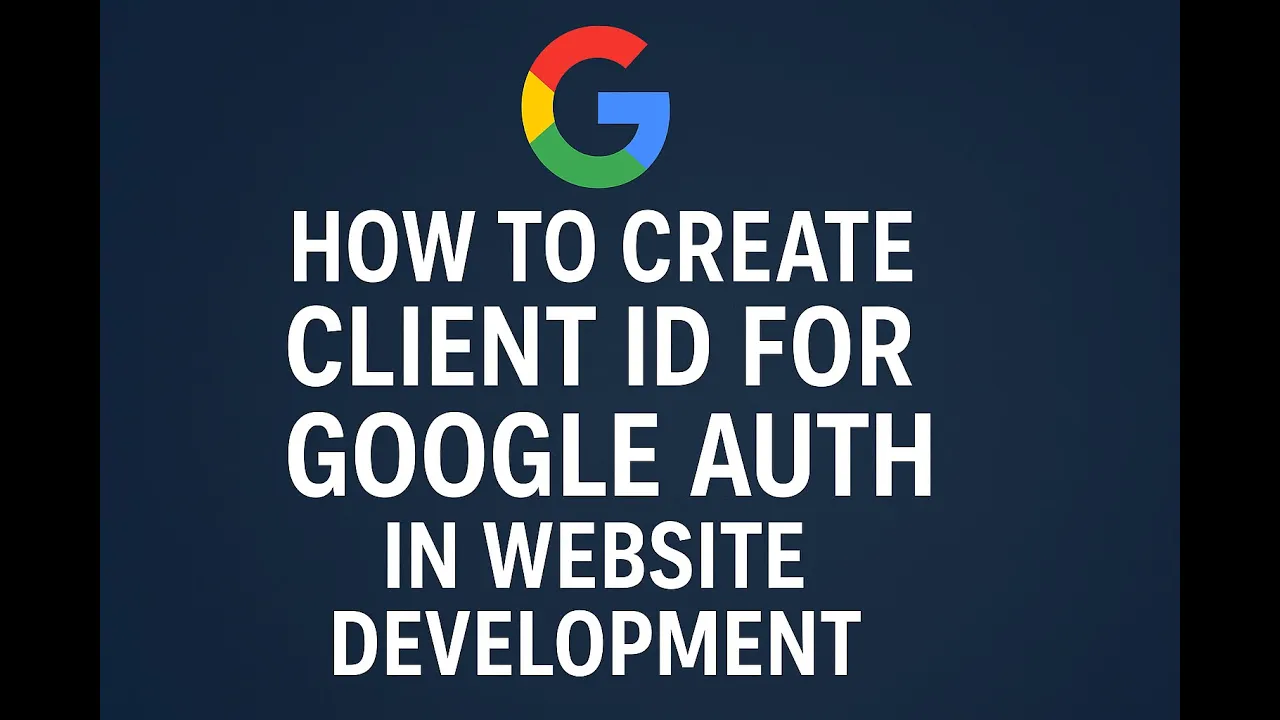 HOW TO CREATE
CLIENT ID FOR
GOOGLE AUTH
IN WEBSITE
DEVELOPMENT